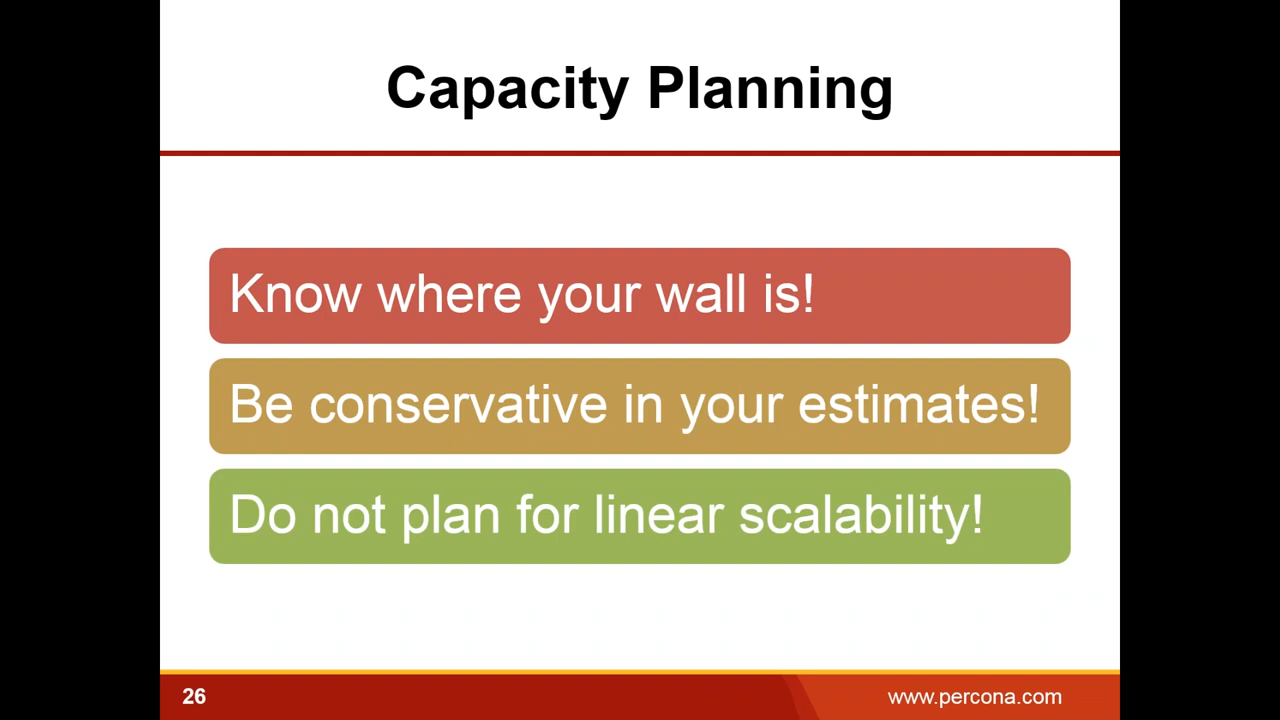 Capacity Planning
Know where your wall is!
Be conservative in your estimates!
Do not plan for linear scalability!
26
www.percona.com